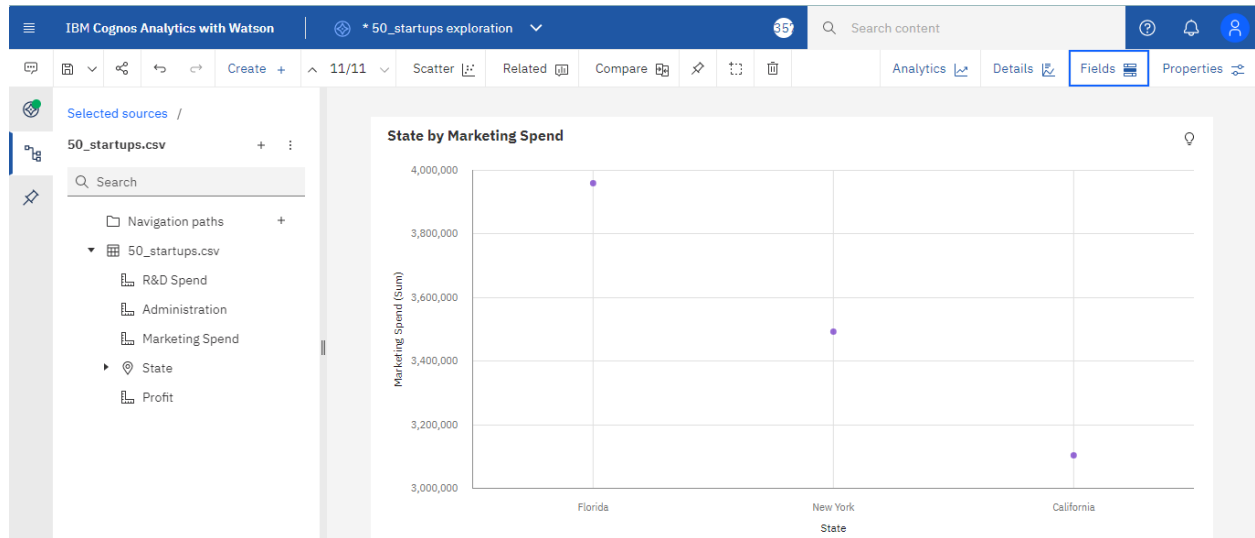 IBM Cognos Analytics with Watson
* 50_startups exploration
Search content
Create +
11/11
Scatter
Related
Compare
Analytics
Details
Fields
Properties
Selected sources /
50_startups.csv
Search
Navigation paths
50_startups.csv
R&D Spend
Administration
Marketing Spend
State
Profit
State by Marketing Spend
Marketing Spend (Sum)
4,000,000
3,800,000
3,600,000
3,400,000
3,200,000
3,000,000
Florida
New York
California
State